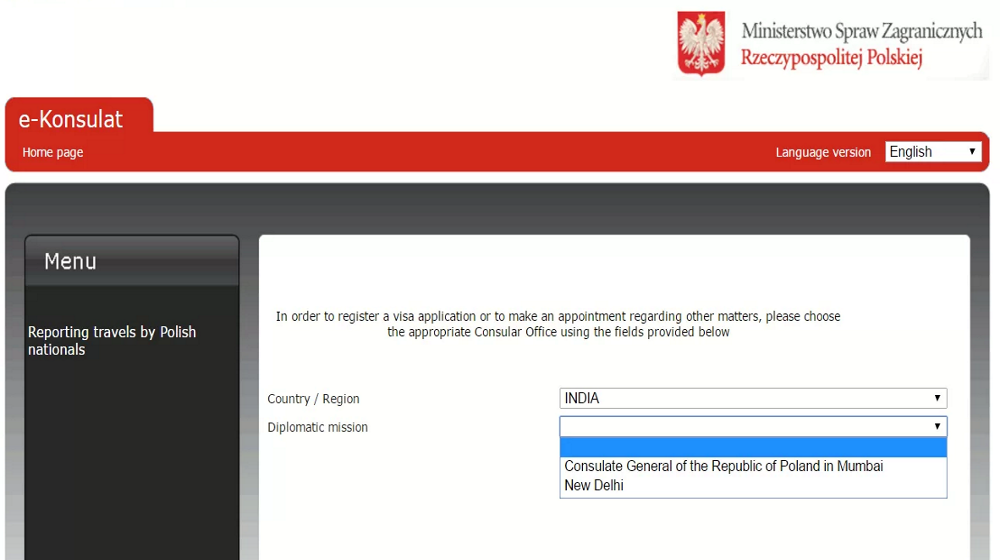 Ministerstwo Spraw Zagranicznych
Rzeczypospolitej Polskiej
e-Konsulat
Home page
Language version
English
Menu
Reporting travels by Polish
nationals
In order to register a visa application or to make an appointment regarding other matters, please choose
the appropriate Consular Office using the fields provided below
Country / Region
INDIA
Diplomatic mission
Consulate General of the Republic of Poland in Mumbai
New Delhi